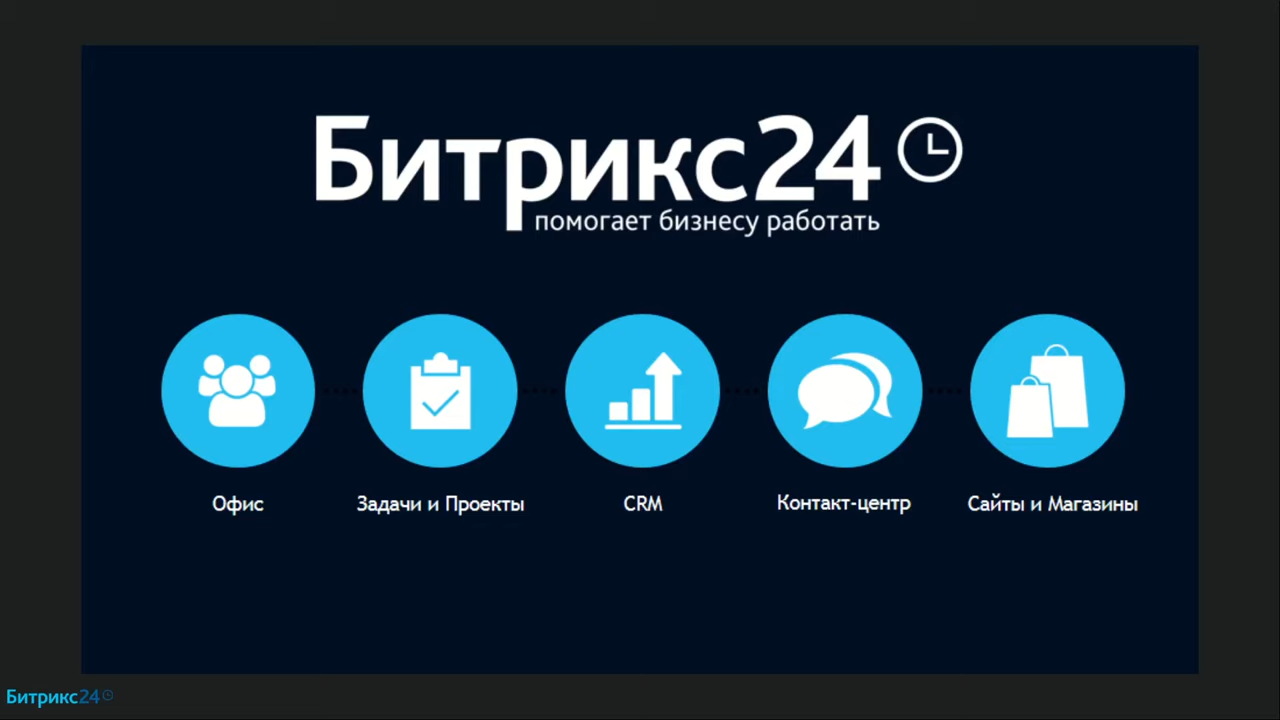 Битрикс24
помогает бизнесу работать
Офис
Задачи и Проекты
CRM
Контакт-центр
Сайты и Магазины
Битрикс24